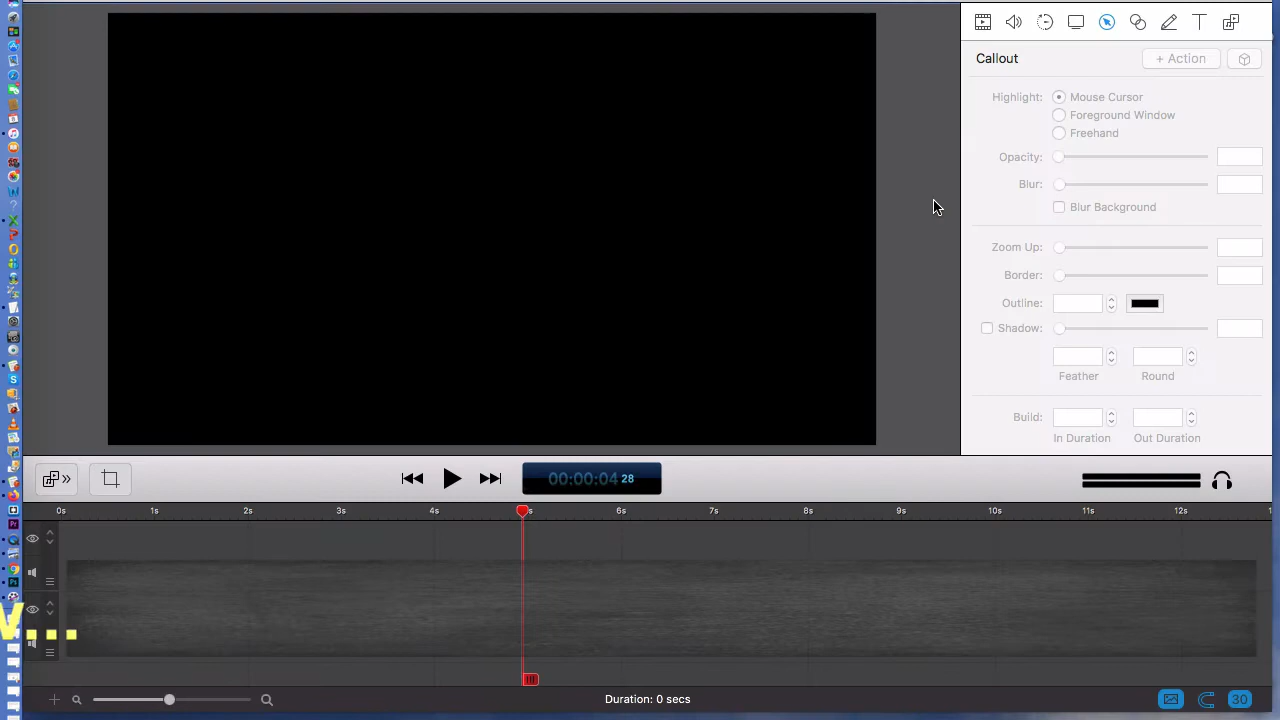 Callout
+ Action
Highlight:
Mouse Cursor
Foreground Window
Freehand
Opacity:
Blur:
Blur Background
Zoom Up:
Border:
Outline:
Shadow:
Feather Round
Build:
In Duration Out Duration
00:00:04 28
0s 1s 2s 3s 4s s 6s 7s 8s 9s 10s 11s 12s 1
Duration: 0 secs
30